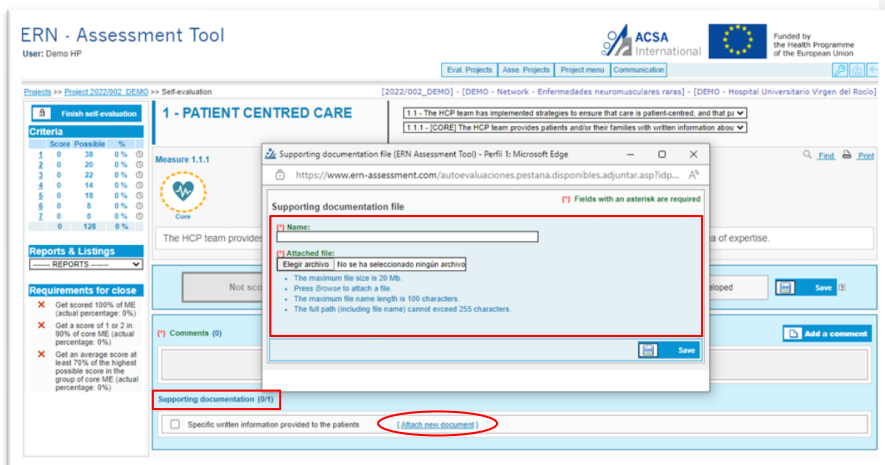 ERN - Assessment Tool
User: Demo HP
ACSA
International
Funded by
the Health Programme
of the European Union
Eval. Projects Asse. Projects Project menu Communication
Projects >> Project 2022/002_DEMO >> Self-evaluation
[2022/002_DEMO] - [DEMO - Network - Enfermedades neuromusculares raras] - [DEMO - Hospital Universitario Virgen del Rocío]
Finish self-evaluation
1 - PATIENT CENTRED CARE
1.1 - The HCP team has implemented strategies to ensure that care is patient-centred, and that pa
1.1.1 - [CORE] The HCP team provides patients and/or their families with written information abou
Criteria
Score Possible %
1 0 38 0 %
2 0 20 0 %
3 0 22 0 %
4 0 14 0 %
5 0 18 0 %
6 0 8 0 %
7 0 8 0 %
0 128 0 %
Reports & Listings
------- REPORTS -------
Requirements for close
Get scored 100% of ME
(actual percentage: 0%)
Get a score of 1 or 2 in
90% of core ME (actual
percentage: 0%)
Get an average score at
least 70% of the highest
possible score in the
group of core ME (actual
percentage: 0%)
Measure 1.1.1
Find Print
Core
The HCP team provides
a of expertise.
Not sco
eloped
Save
Supporting documentation file (ERN Assessment Tool) - Perfil 1: Microsoft Edge
https://www.ern-assessment.com/autoevaluaciones.pestana.disponibles.adjuntar.asp?idp...
(*) Fields with an asterisk are required
Supporting documentation file
(*) Name:
(*) Attached file:
Elegir archivo No se ha seleccionado ningún archivo
The maximum file size is 20 Mb.
Press Browse to attach a file.
The maximum file name length is 100 characters.
The full path (including file name) cannot exceed 255 characters.
Save
(*) Comments (0)
Add a comment
Supporting documentation (0/1)
Specific written information provided to the patients [ Attach new document ]